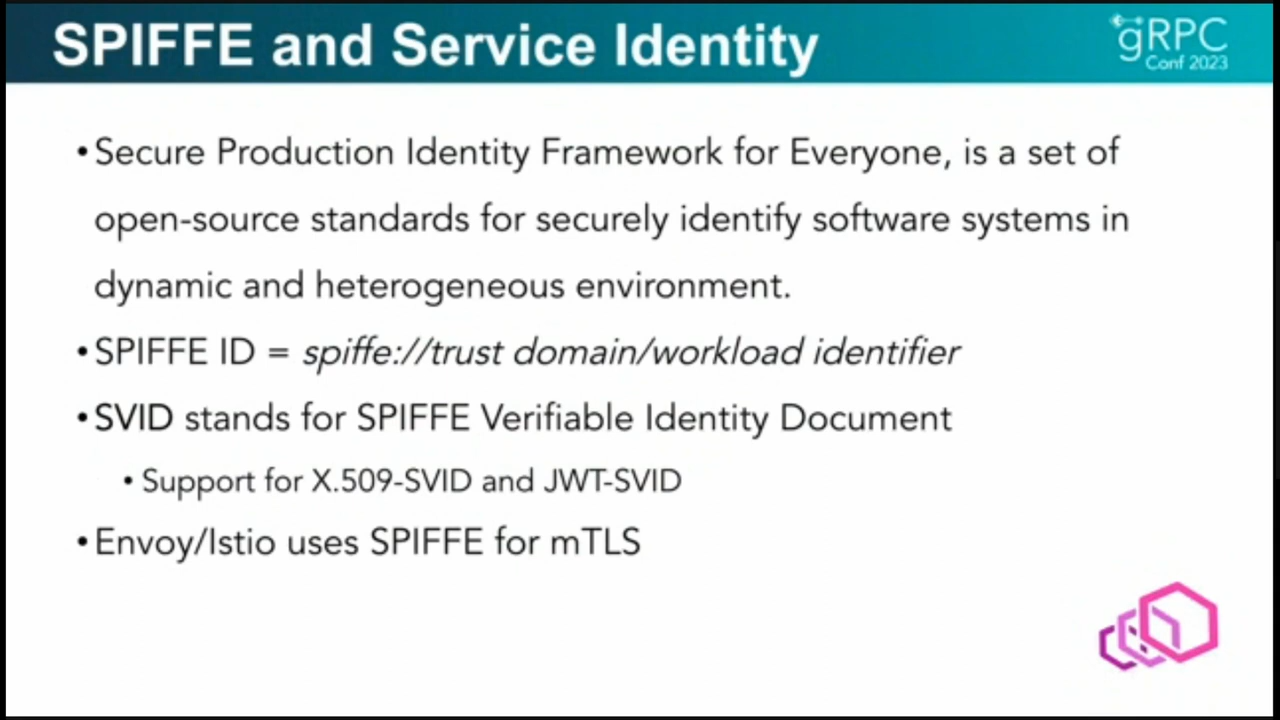 SPIFFE and Service Identity
gRPC
Conf 2023
•Secure Production Identity Framework for Everyone, is a set of
open-source standards for securely identify software systems in
dynamic and heterogeneous environment.
•SPIFFE ID = spiffe://trust domain/workload identifier
•SVID stands for SPIFFE Verifiable Identity Document
• Support for X.509-SVID and JWT-SVID
•Envoy/Istio uses SPIFFE for mTLS